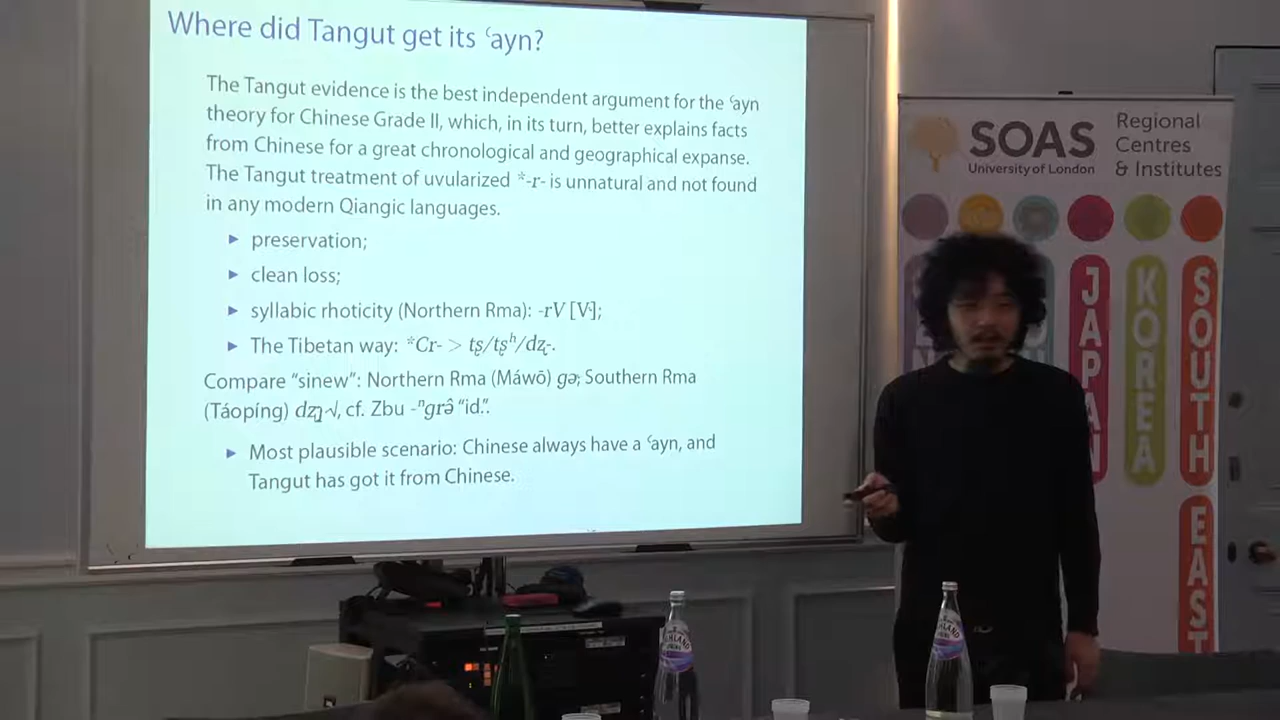 Where did Tangut get its ʿayn?
The Tangut evidence is the best independent argument for the ʿayn
theory for Chinese Grade II, which, in its turn, better explains facts
from Chinese for a great chronological and geographical expanse.
The Tangut treatment of uvularized *-r- is unnatural and not found
in any modern Qiangic languages.
▶ preservation;
▶ clean loss;
▶ syllabic rhoticity (Northern Rma): -rV [V˞];
▶ The Tibetan way: *Cr- > tʂ/tʂʰ/dʐ-.
Compare “sinew”: Northern Rma (Máwō) gə; Southern Rma
(Táopíng) cf. Zbu -ⁿgrə̂ “id.”.
▶ Most plausible scenario: Chinese always have a ʿayn, and
Tangut has got it from Chinese.
SOAS
University of London
Regional
Centres
& Institutes
JAPAN
KOREA
SOUTH
EAST